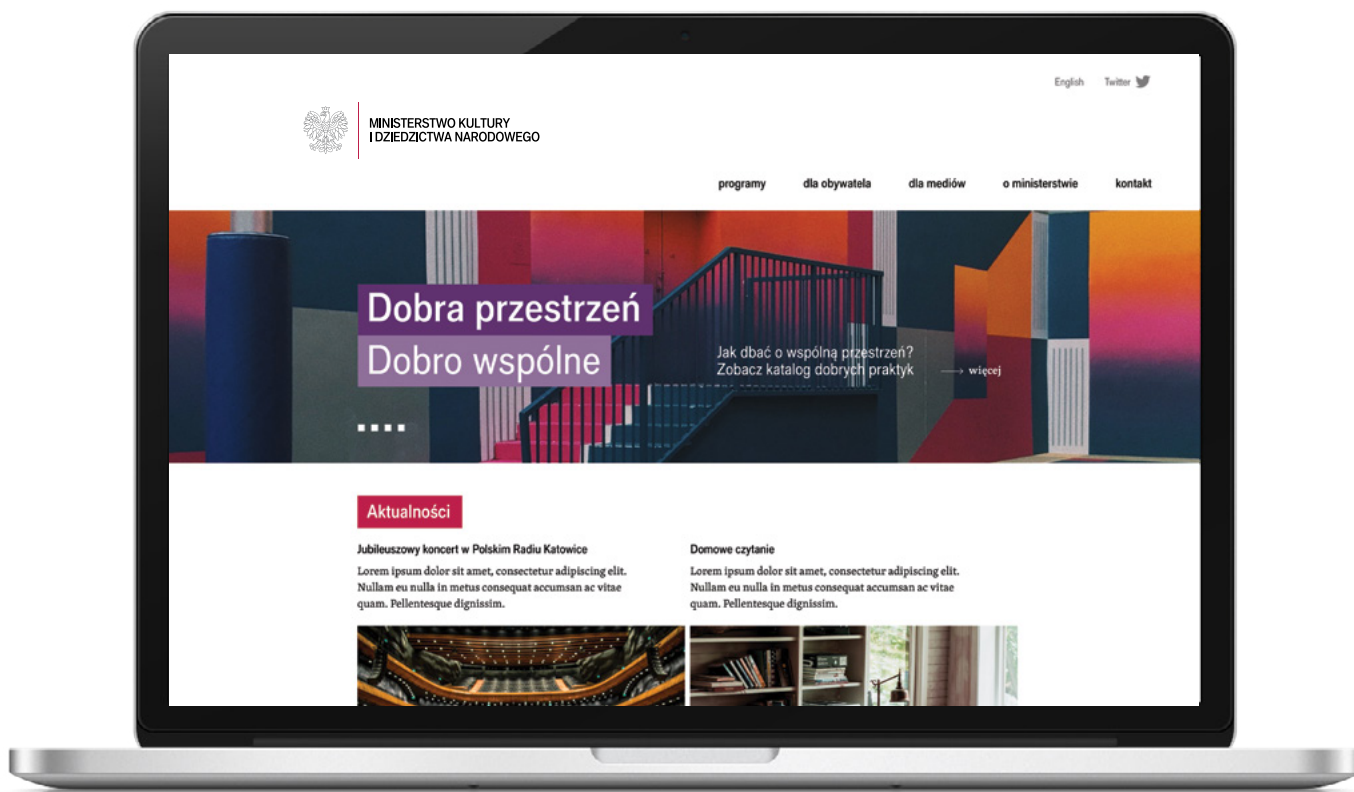 English Twitter
MINISTERSTWO KULTURY
I DZIEDZICTWA NARODOWEGO
programy dla obywatela dla mediów o ministerstwie kontakt
Dobra przestrzeń
Dobro wspólne
Jak dbać o wspólną przestrzeń?
Zobacz katalog dobrych praktyk → więcej
Aktualności
Jubileuszowy koncert w Polskim Radiu Katowice
Lorem ipsum dolor sit amet, consectetur adipiscing elit.
Nullam eu nulla in metus consequat accumsan ac vitae
quam. Pellentesque dignissim.
Domowe czytanie
Lorem ipsum dolor sit amet, consectetur adipiscing elit.
Nullam eu nulla in metus consequat accumsan ac vitae
quam. Pellentesque dignissim.